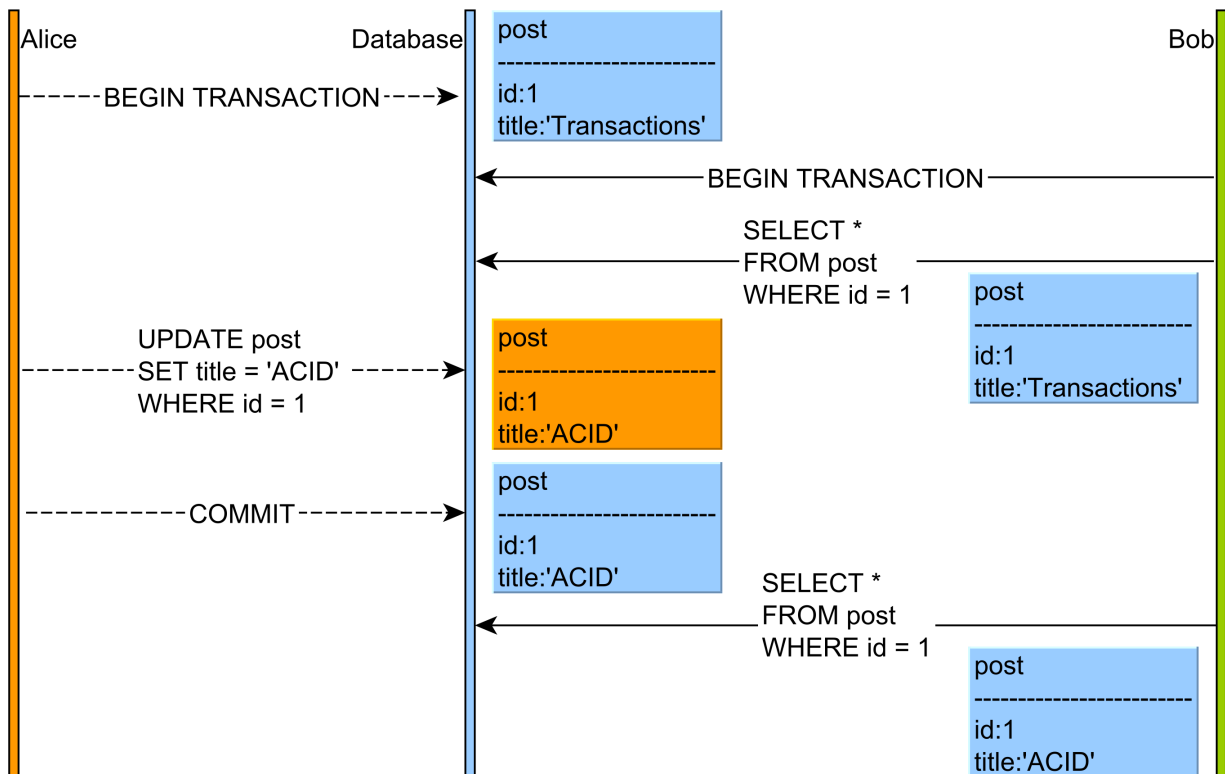 Alice
Database
Bob
post
--------------------------
id:1
title:'Transactions'
BEGIN TRANSACTION
BEGIN TRANSACTION
SELECT *
FROM post
WHERE id = 1
post
--------------------------
id:1
title:'Transactions'
UPDATE post
SET title = 'ACID'
WHERE id = 1
post
--------------------------
id:1
title:'ACID'
COMMIT
post
--------------------------
id:1
title:'ACID'
SELECT *
FROM post
WHERE id = 1
post
--------------------------
id:1
title:'ACID'